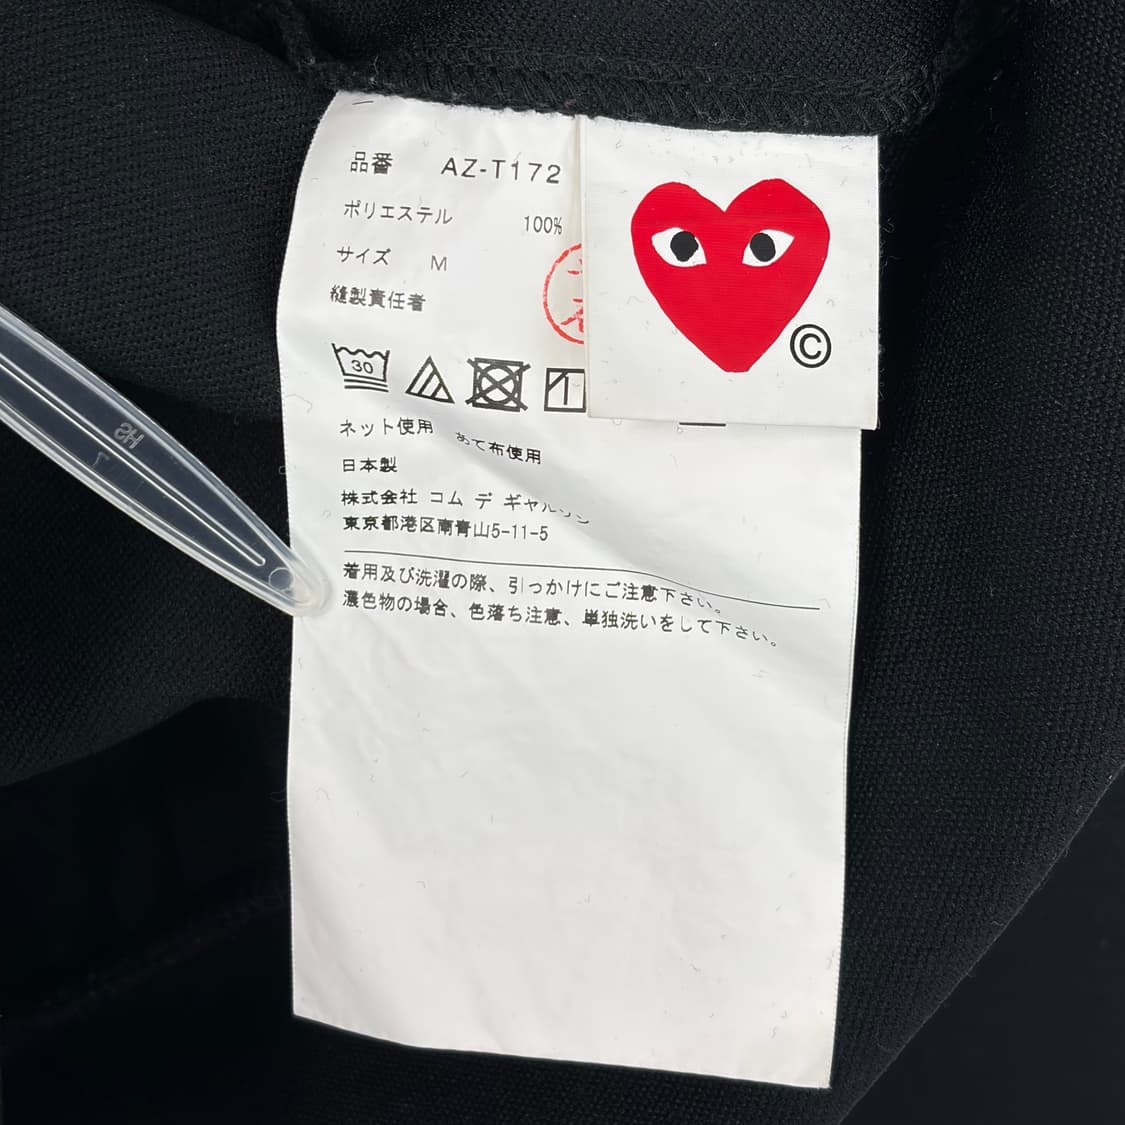 品番 AZ-T172
ポリエステル 100%
サイズ M
縫製責任者
30
ネット使用 あて布使用
日本製
株式会社 コム デ ギャルソン
東京都港区南青山5-11-5
着用及び洗濯の際、引っかけにご注意下さい。
濃色物の場合、色落ち注意、単独洗いをして下さい。
©
HS